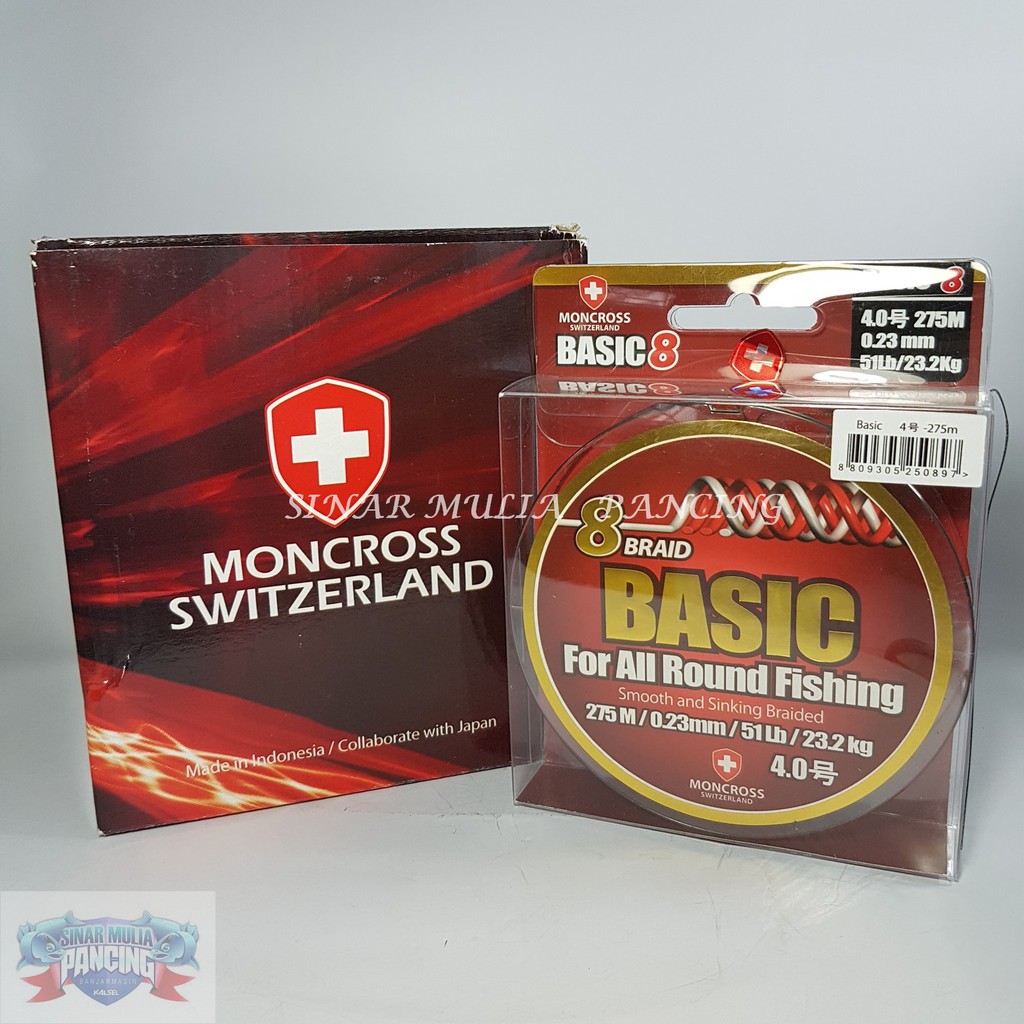 MONCROSS
SWITZERLAND
Made in Indonesia / Collaborate with Japan
MONCROSS
SWITZERLAND
BASIC8
8
4.0号 275M
0.23 mm
51Lb/23.2Kg
Basic 4号 -275m
8 809305 250897 >
8 BRAID
BASIC
For All Round Fishing
Smooth and Sinking Braided
275 M / 0.23mm / 51 Lb / 23.2 kg
4.0号
MONCROSS
SWITZERLAND
SINAR MULIA PANCING
SINAR MULIA
PANCING
BANJARMASIN
KALSEL